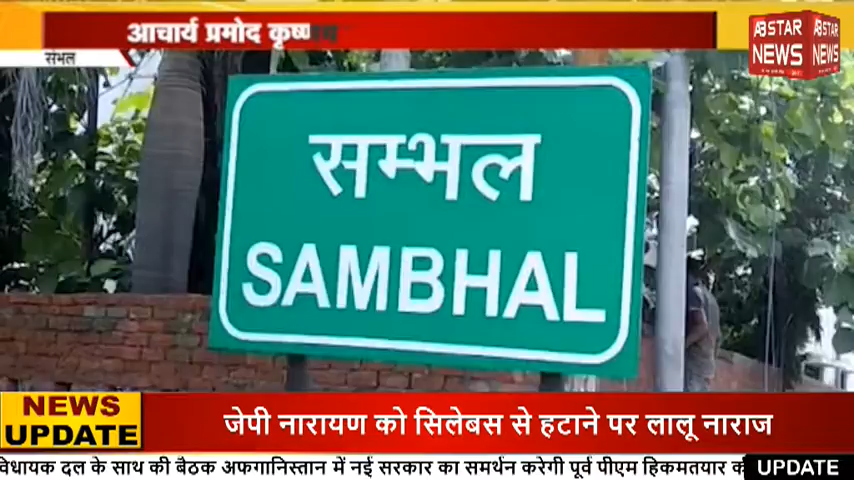 आचार्य प्रमोद कृष्णम
संभल
ABSTAR
NEWS
ABSTAR
NEWS
सम्भल
SAMBHAL
NEWS
UPDATE
जेपी नारायण को सिलेबस से हटाने पर लालू नाराज
विधायक दल के साथ की बैठक अफगानिस्तान में नई सरकार का समर्थन करेगी पूर्व पीएम हिकमतयार
UPDATE